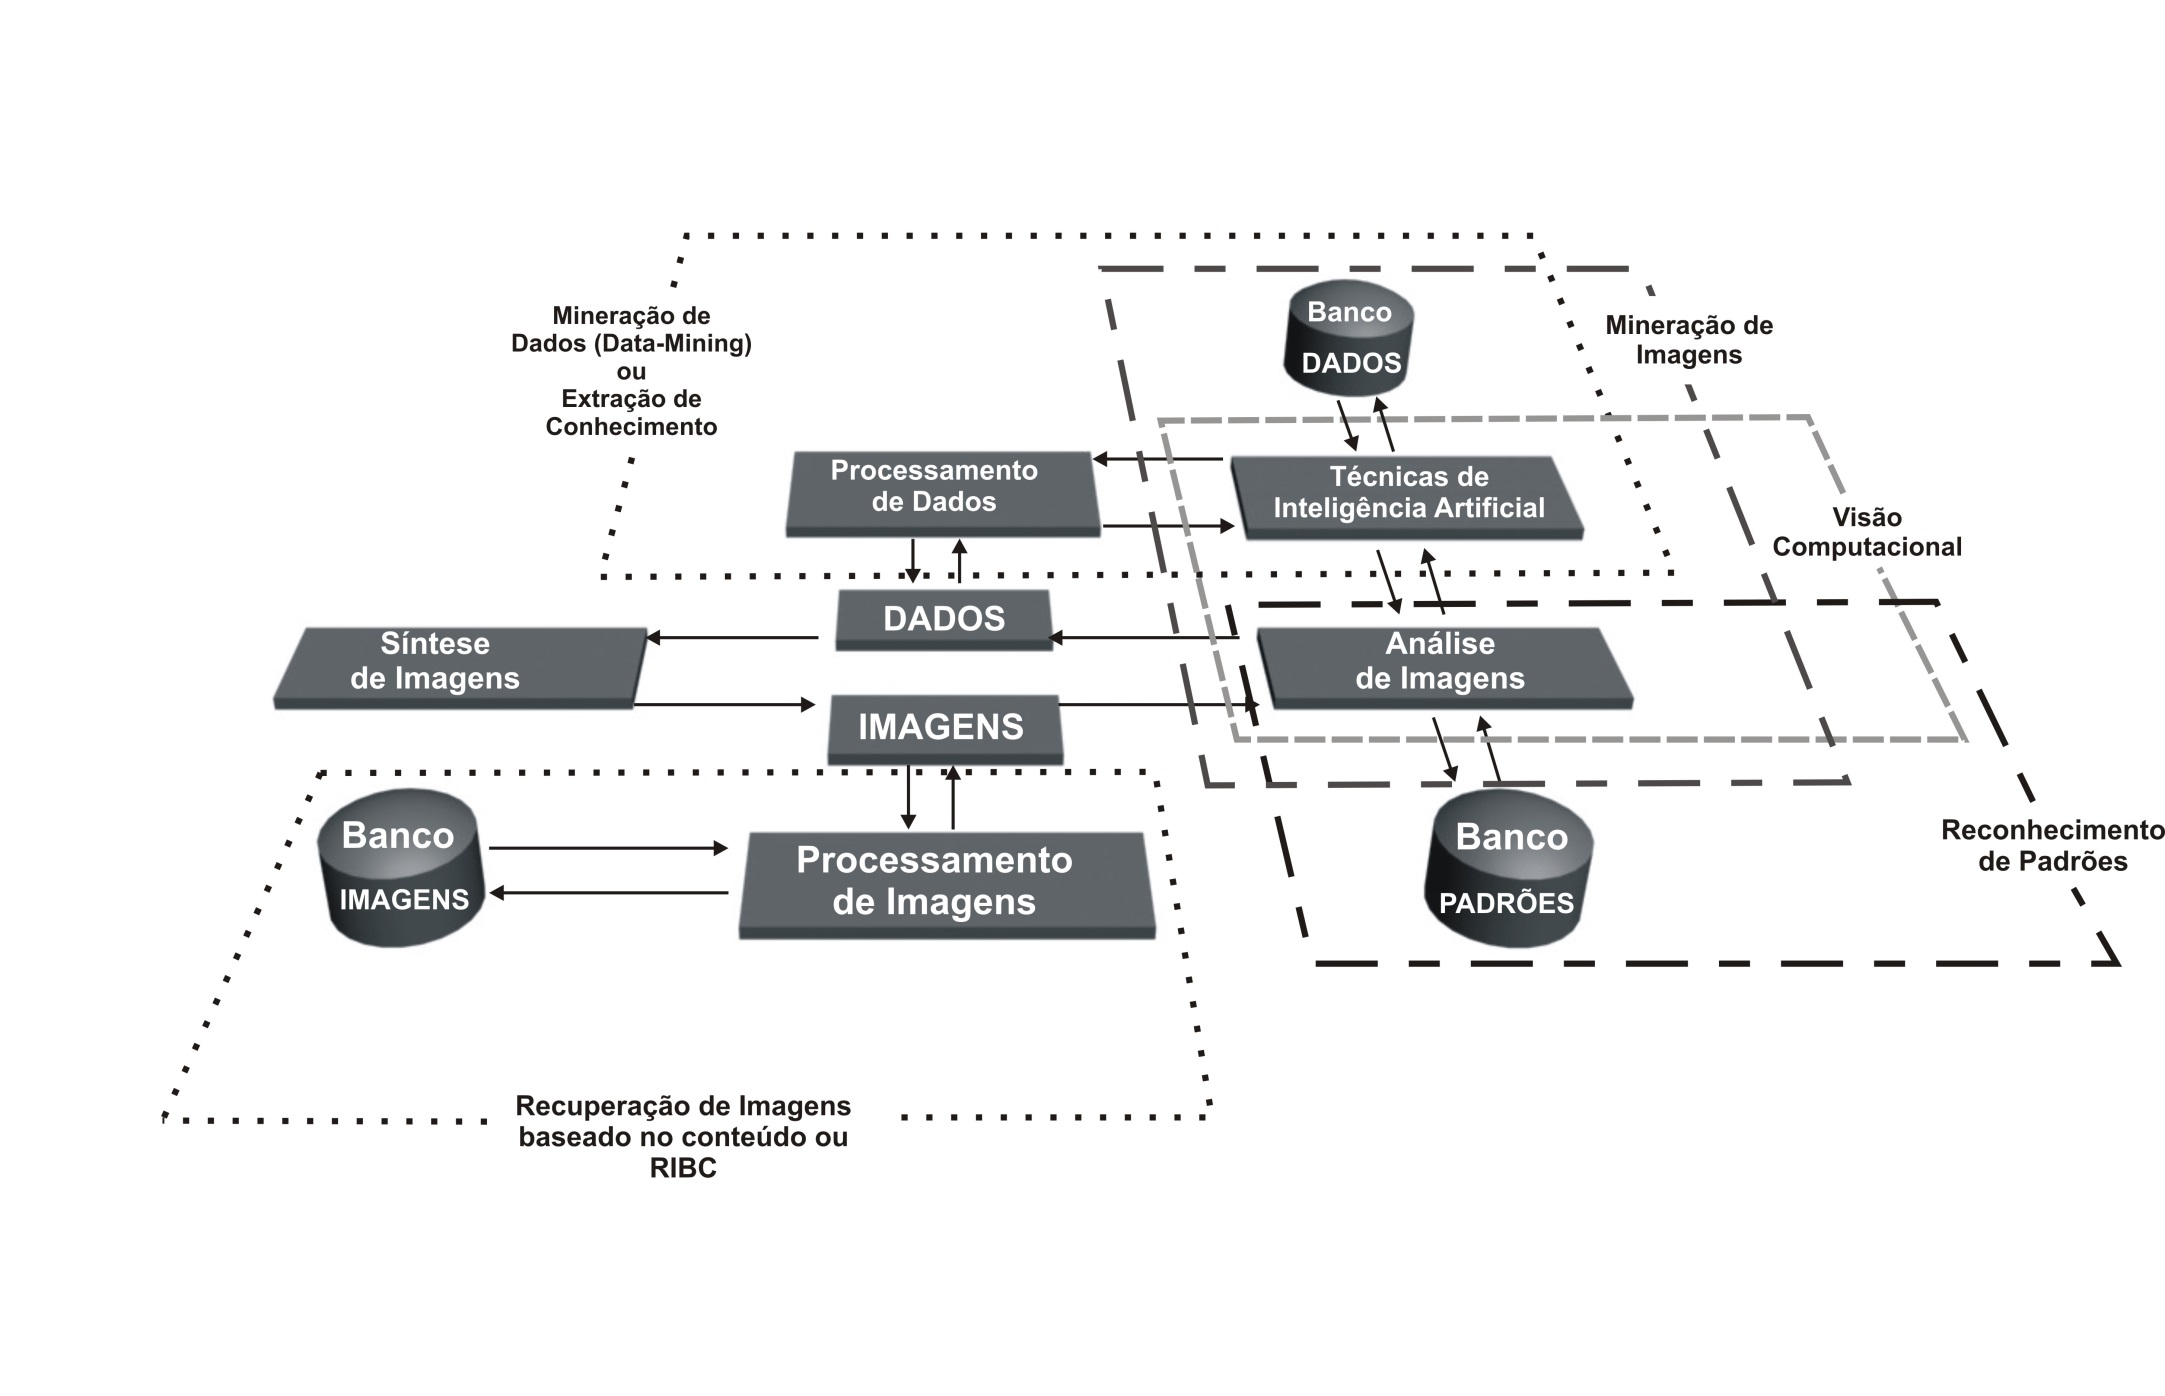 Mineração de
Dados (Data-Mining)
ou
Extração de
Conhecimento
Banco
DADOS
Mineração de
Imagens
Processamento
de Dados
Técnicas de
Inteligência Artificial
Visão
Computacional
DADOS
Síntese
de Imagens
Análise
de Imagens
IMAGENS
Banco
IMAGENS
Processamento
de Imagens
Banco
PADRÕES
Reconhecimento
de Padrões
Recuperação de Imagens
baseado no conteúdo ou
RIBC